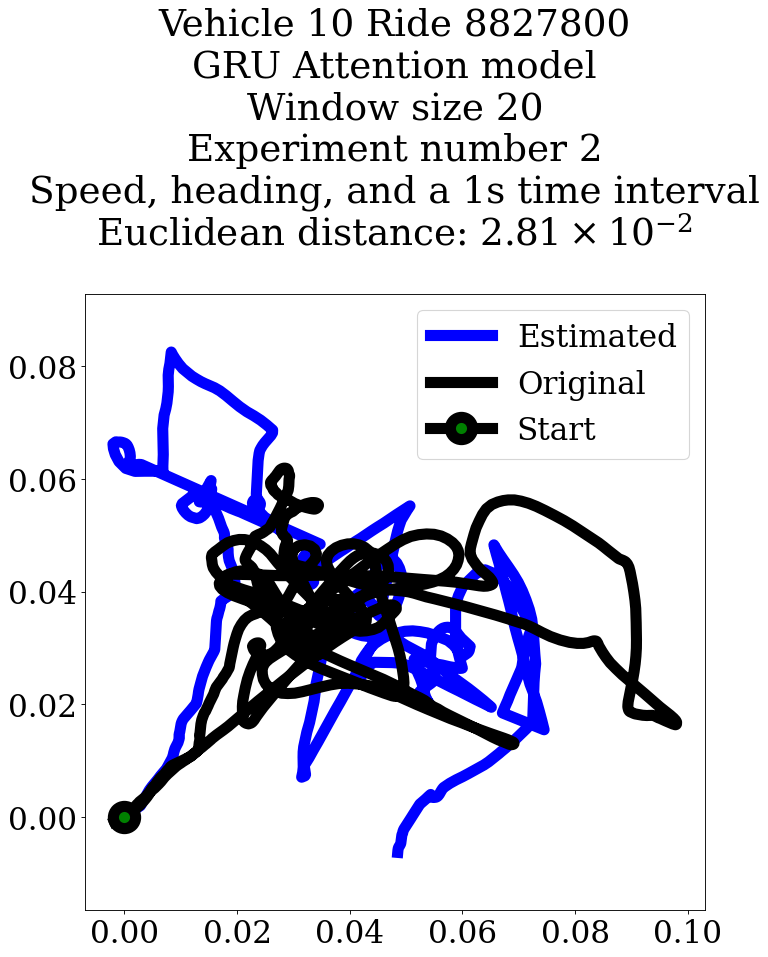 Vehicle 10 Ride 8827800
GRU Attention model
Window size 20
Experiment number 2
Speed, heading, and a 1s time interval
Euclidean distance: 2.81 × 10⁻²
Estimated
Original
Start
0.08
0.06
0.04
0.02
0.00
0.00 0.02 0.04 0.06 0.08 0.10